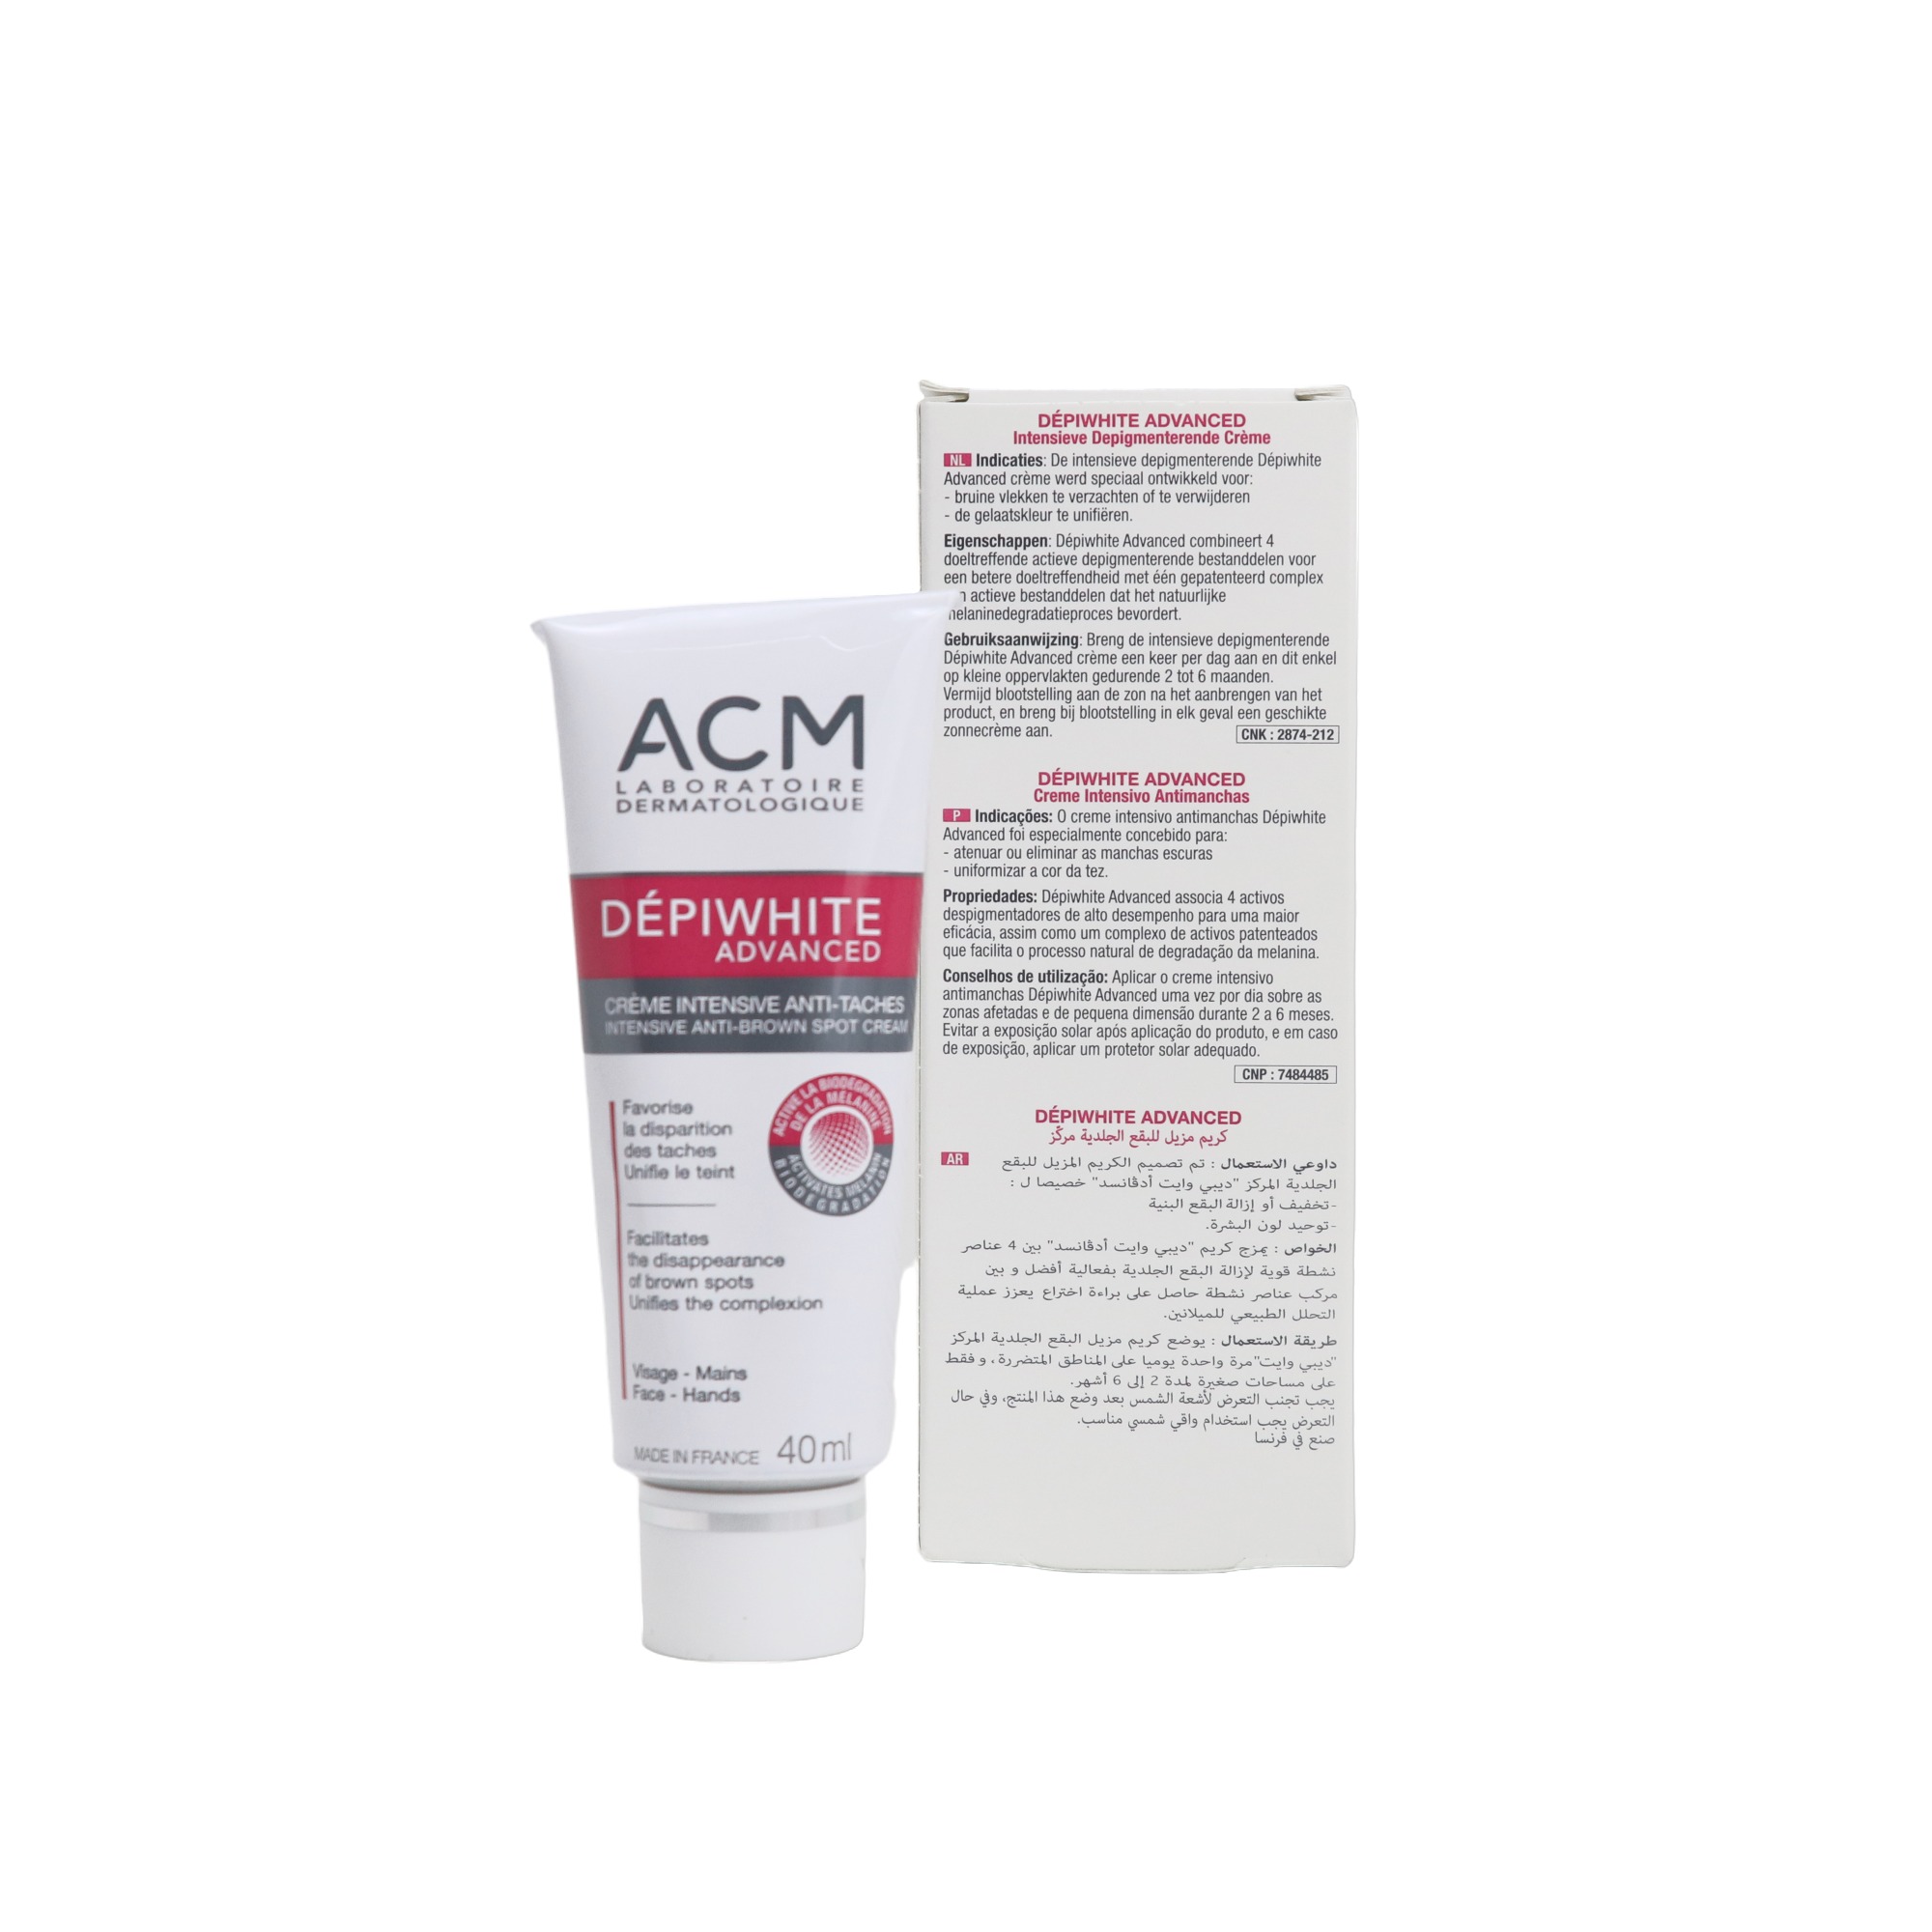 ACM
LABORATOIRE
DERMATOLOGIQUE
DÉPIWHITE
ADVANCED
CRÈME INTENSIVE ANTI-TACHES
INTENSIVE ANTI-BROWN SPOT CREAM
ACTIVE LA BIODÉGRADATION
DE LA MÉLANINE
ACTIVATES MELANIN
BIODEGRADATION
Favorise
la disparition
des taches
Unifie le teint
Facilitates
the disappearance
of brown spots
Unifies the complexion
Visage - Mains
Face - Hands
MADE IN FRANCE 40ml
DÉPIWHITE ADVANCED
Intensieve Depigmenterende Crème
NL Indicaties: De intensieve depigmenterende Dépiwhite
Advanced crème werd speciaal ontwikkeld voor:
- bruine vlekken te verzachten of te verwijderen
- de gelaatskleur te unifiëren.
Eigenschappen: Dépiwhite Advanced combineert 4
doeltreffende actieve depigmenterende bestanddelen voor
een betere doeltreffendheid met één gepatenteerd complex
actieve bestanddelen dat het natuurlijke
melaninedegradatieproces bevordert.
Gebruiksaanwijzing: Breng de intensieve depigmenterende
Dépiwhite Advanced crème een keer per dag aan en dit enkel
op kleine oppervlakten gedurende 2 tot 6 maanden.
Vermijd blootstelling aan de zon na het aanbrengen van het
product, en breng bij blootstelling in elk geval een geschikte
zonnecrème aan.
CNK : 2874-212
DÉPIWHITE ADVANCED
Creme Intensivo Antimanchas
P Indicações: O creme intensivo antimanchas Dépiwhite
Advanced foi especialmente concebido para:
- atenuar ou eliminar as manchas escuras
- uniformizar a cor da tez.
Propriedades: Dépiwhite Advanced associa 4 activos
despigmentadores de alto desempenho para uma maior
eficácia, assim como um complexo de activos patenteados
que facilita o processo natural de degradação da melanina.
Conselhos de utilização: Aplicar o creme intensivo
antimanchas Dépiwhite Advanced uma vez por dia sobre as
zonas afetadas e de pequena dimensão durante 2 a 6 meses.
Evitar a exposição solar após aplicação do produto, e em caso
de exposição, aplicar um protetor solar adequado.
CNP : 7484485
DÉPIWHITE ADVANCED
كريم مزيل للبقع الجلدية مركّز
AR داوعي الاستعمال : تم تصميم الكريم المزيل للبقع
الجلدية المركز "ديبي وايت أدڤانسد" خصيصا ل :
-تخفيف أو إزالة البقع البنية
-توحيد لون البشرة.
الخواص : يمزج كريم "ديبي وايت أدڤانسد" بين 4 عناصر
نشطة قوية لإزالة البقع الجلدية بفعالية أفضل و بين
مركب عناصر نشطة حاصل على براءة اختراع يعزز عملية
التحلل الطبيعي للميلانين.
طريقة الاستعمال : يوضع كريم مزيل البقع الجلدية المركز
"ديبي وايت"مرة واحدة يوميا على المناطق المتضررة، و فقط
على مساحات صغيرة لمدة 2 إلى 6 أشهر.
يجب تجنب التعرض لأشعة الشمس بعد وضع هذا المنتج، وفي حال
التعرض يجب استخدام واقي شمسي مناسب.
صنع في فرنسا